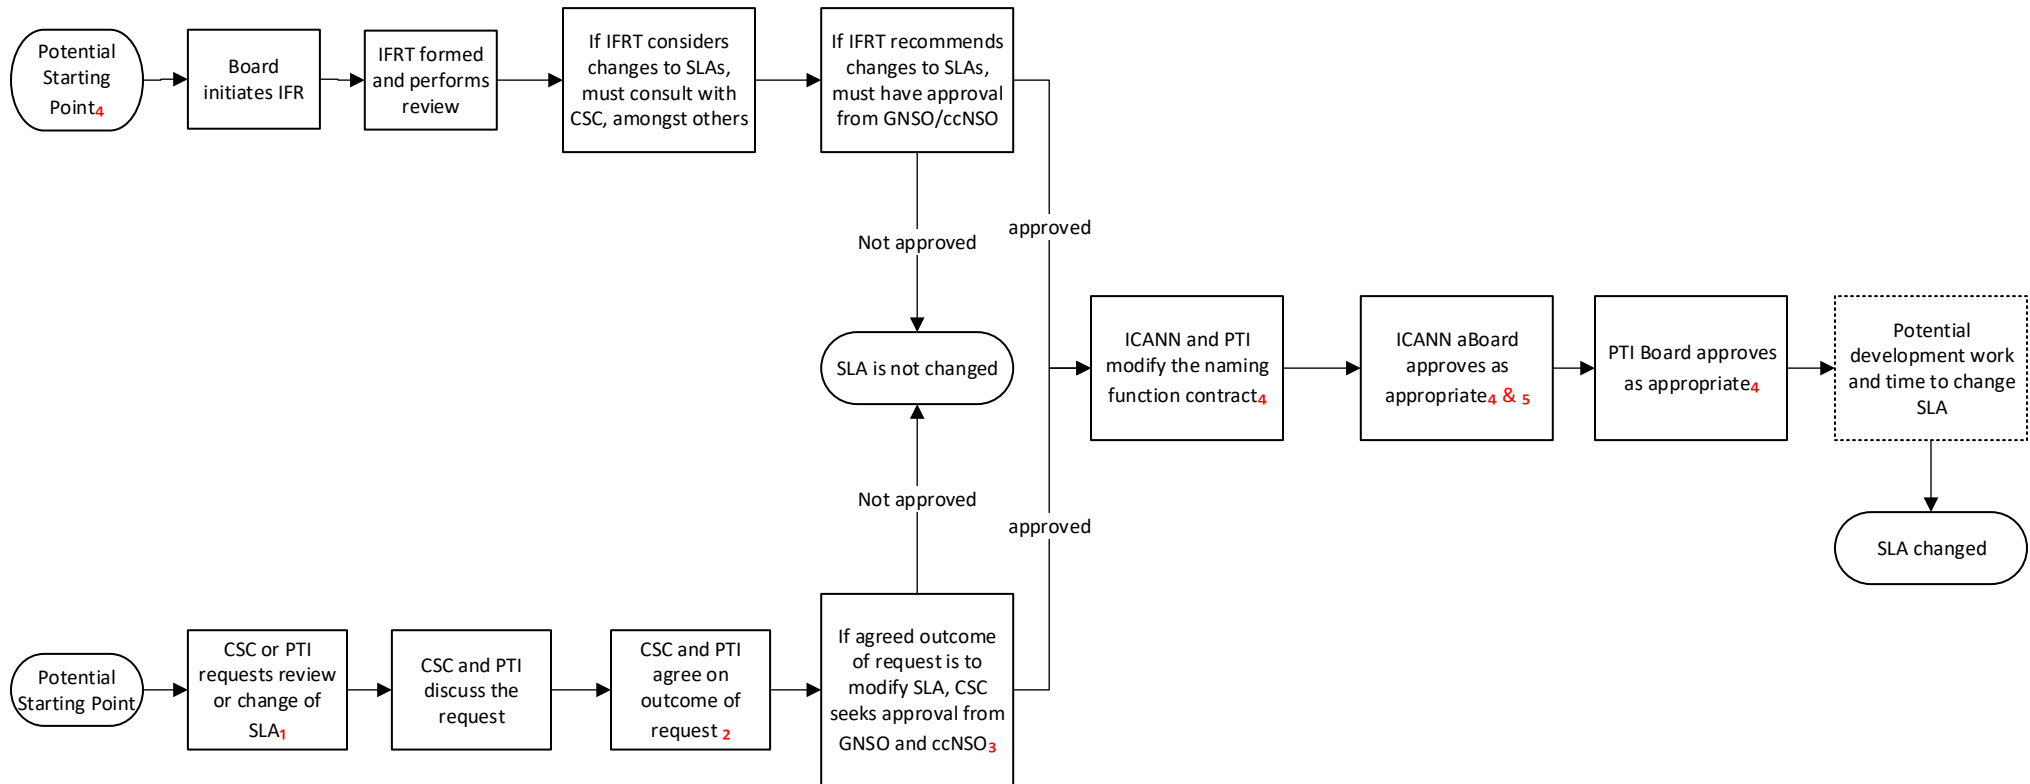 Potential
Starting
Point4
Board
initiates IFR
IFRT formed
and performs
review
If IFRT considers
changes to SLAs,
must consult with
CSC, amongst others
If IFRT recommends
changes to SLAs,
must have approval
from GNSO/ccNSO
Not approved
approved
SLA is not changed
ICANN and PTI
modify the naming
function contract4
ICANN aBoard
approves as
appropriate4 & 5
PTI Board approves
as appropriate4
Potential
development work
and time to change
SLA
Not approved
approved
SLA changed
Potential
Starting Point
CSC or PTI
requests review
or change of
SLA1
CSC and PTI
discuss the
request
CSC and PTI
agree on
outcome of
request 2
If agreed outcome
of request is to
modify SLA, CSC
seeks approval from
GNSO and ccNSO3